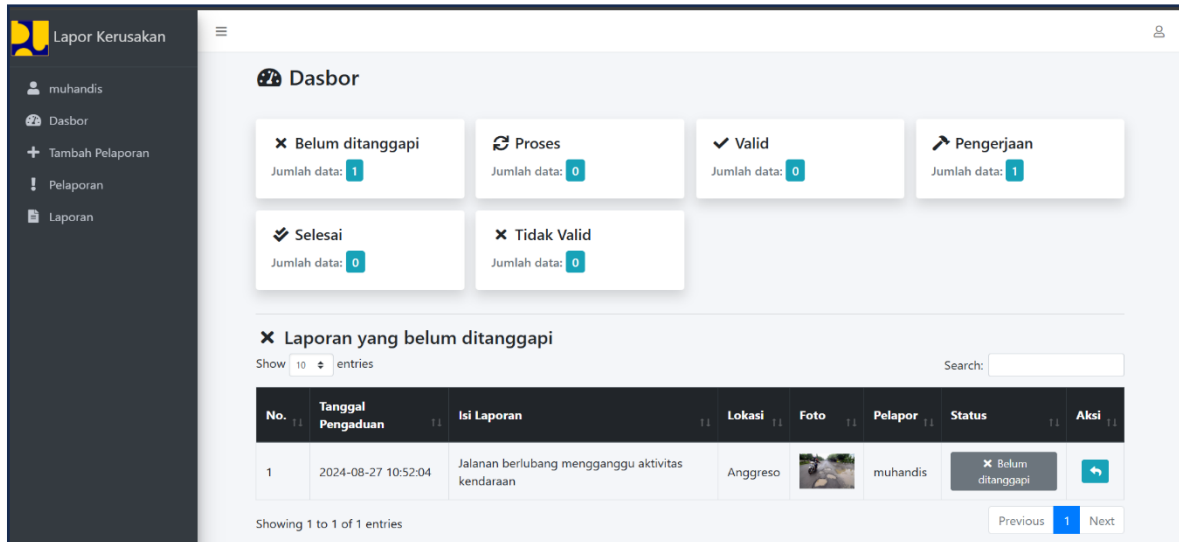 Lapor Kerusakan
muhandis
Dasbor
Tambah Pelaporan
Pelaporan
Laporan
Dasbor
Belum ditanggapi
Jumlah data: 1
Proses
Jumlah data: 0
Valid
Jumlah data: 0
Pengerjaan
Jumlah data: 1
Selesai
Jumlah data: 0
Tidak Valid
Jumlah data: 0
Laporan yang belum ditanggapi
Show 10 entries
Search:
No. Tanggal Pengaduan Isi Laporan Lokasi Foto Pelapor Status Aksi
1 2024-08-27 10:52:04 Jalanan berlubang mengganggu aktivitas kendaraan Anggreso muhandis Belum ditanggapi
Showing 1 to 1 of 1 entries
Previous 1 Next